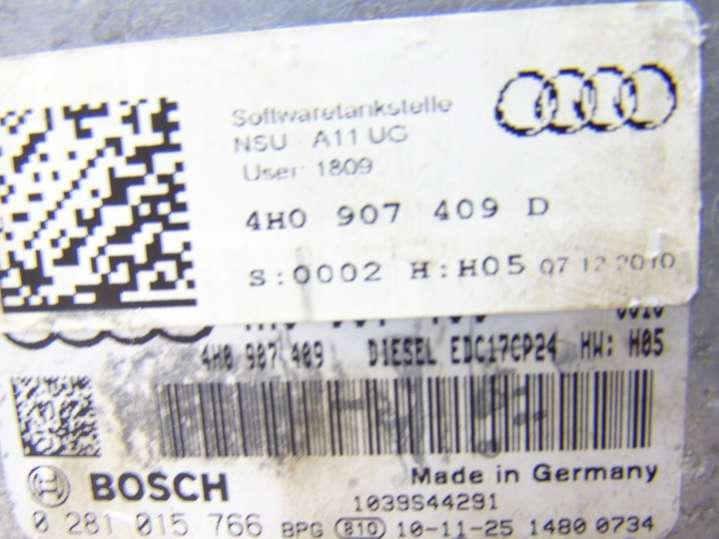 Softwaretankstelle
NSU A11 UG
User: 1809
4H0 907 409 D
S:0002 H:H05 07 12 2010
4H0 907 409 DIESEL EDC17CP24 HW: H05
BOSCH
Made in Germany
1039S44291
0 281 015 766 BPG 810 10-11-25 1480 0734